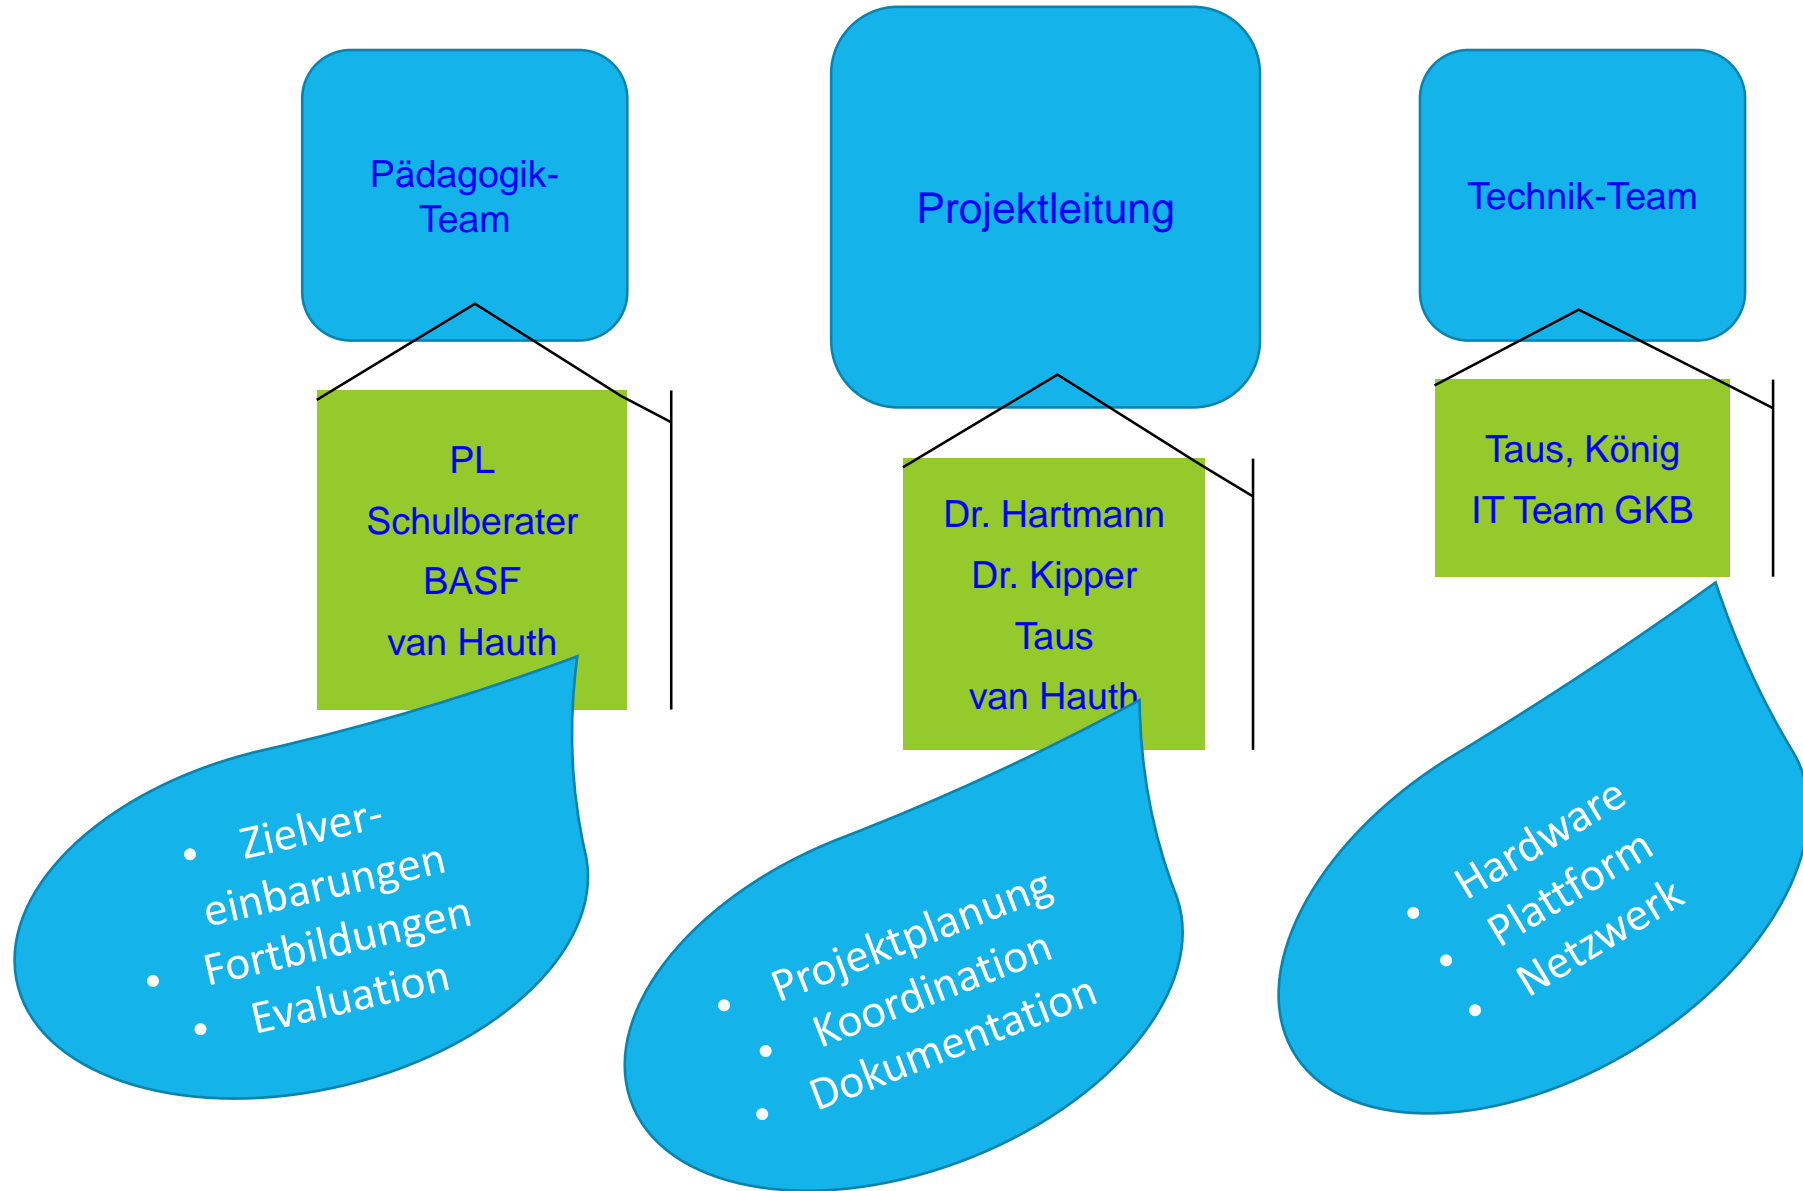 Pädagogik-
Team
PL
Schulberater
BASF
van Hauth
• Zielver-
einbarungen
• Fortbildungen
• Evaluation
Projektleitung
Dr. Hartmann
Dr. Kipper
Taus
van Hauth
• Projektplanung
• Koordination
• Dokumentation
Technik-Team
Taus, König
IT Team GKB
• Hardware
• Plattform
• Netzwerk